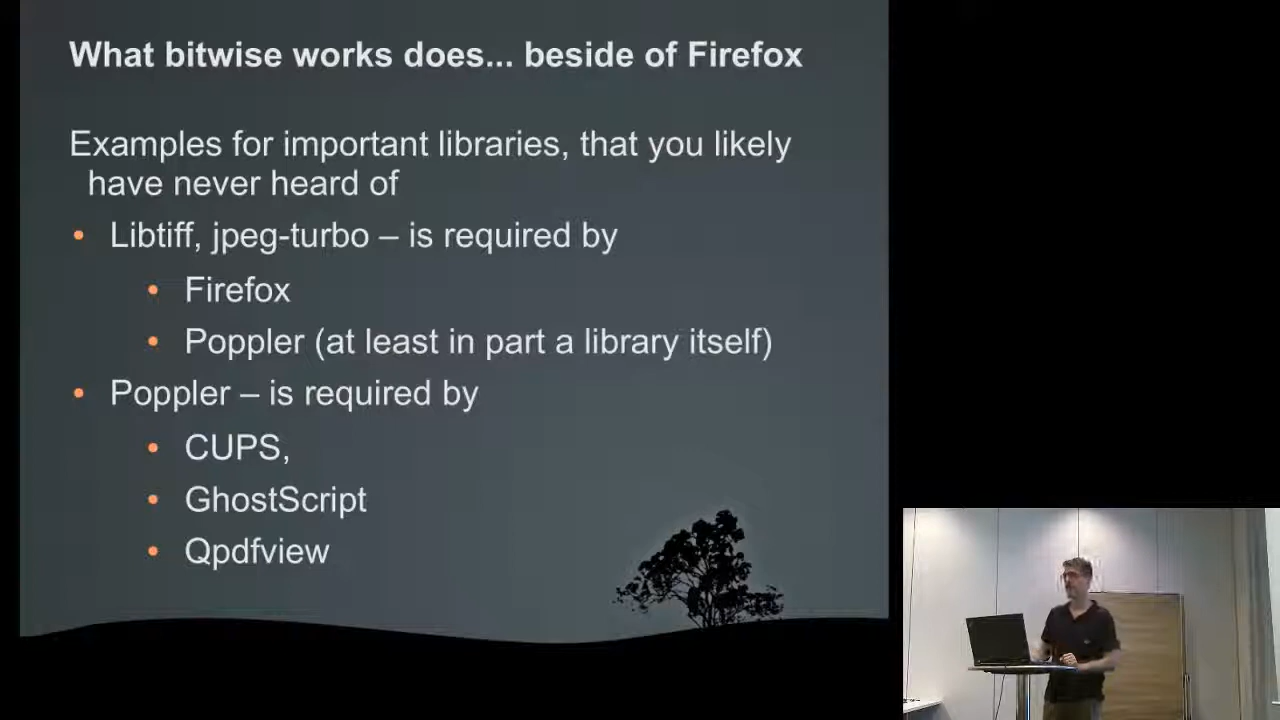 What bitwise works does... beside of Firefox
Examples for important libraries, that you likely
have never heard of
• Libtiff, jpeg-turbo – is required by
• Firefox
• Poppler (at least in part a library itself)
• Poppler – is required by
• CUPS,
• GhostScript
• Qpdfview